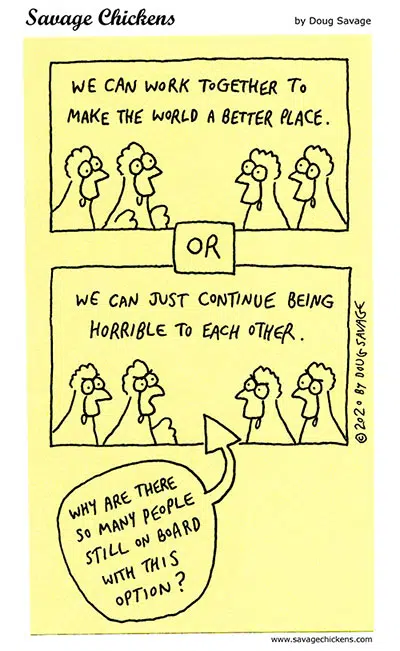 Savage Chickens
by Doug Savage
WE CAN WORK TOGETHER TO
MAKE THE WORLD A BETTER PLACE.
OR
WE CAN JUST CONTINUE BEING
HORRIBLE TO EACH OTHER.
© 2020 BY DOUG SAVAGE
WHY ARE THERE
SO MANY PEOPLE
STILL ON BOARD
WITH THIS
OPTION?
www.savagechickens.com